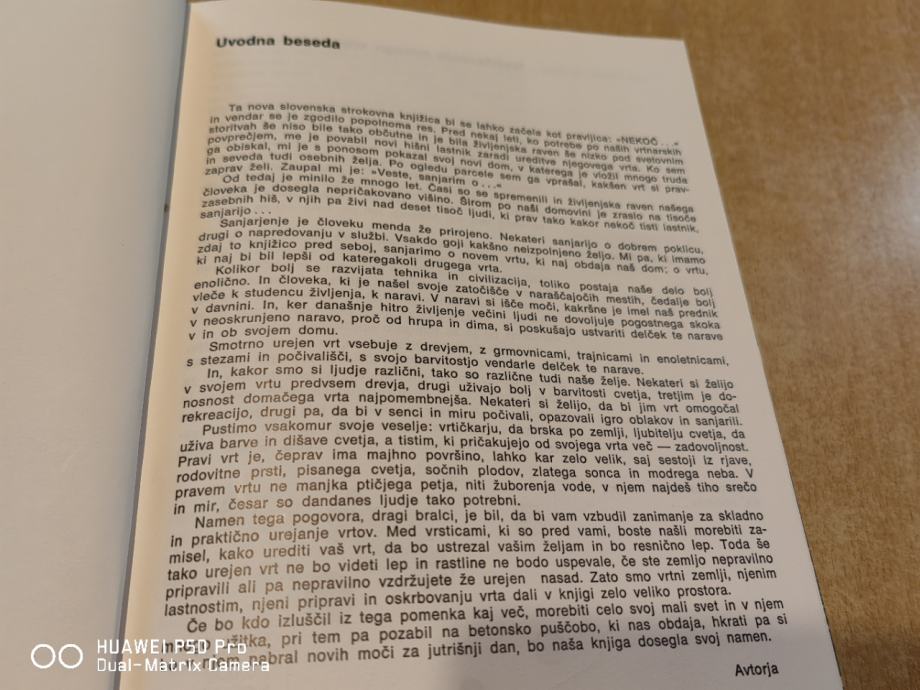 Uvodna beseda
Ta nova slovenska strokovna knjižica bi se lahko začela kot pravljica: »NEKOČ...«
in vendar se je zgodilo popolnoma res. Pred nekaj leti, ko potrebe po naših vrtnarskih
storitvah še niso bile tako občutne in je bila življenjska raven še nizko pod svetovnim
povprečjem, me je povabil novi hišni lastnik zaradi ureditve njegovega vrta. Ko sem
ga obiskal, mi je s ponosom pokazal svoj novi dom, v katerega je vložil mnogo truda
in seveda tudi osebnih želja. Po ogledu parcele sem ga vprašal, kakšen vrt si prav-
zaprav želi. Zaupal mi je: »Veste, sanjarim o...«
Od tedaj je minilo že mnogo let. Časi so se spremenili in življenjska raven našega
človeka je dosegla nepričakovano višino. Širom po naši domovini je zraslo na tisoče
zasebnih hiš, v njih pa živi nad deset tisoč ljudi, ki prav tako kakor nekoč tisti lastnik,
sanjarijo...
Sanjarjenje je človeku menda že prirojeno. Nekateri sanjarijo o dobrem poklicu,
drugi o napredovanju v službi. Vsakdo goji kakšno neizpolnjeno željo. Mi pa, ki imamo
zdaj to knjižico pred seboj, sanjarimo o novem vrtu, ki naj obdaja naš dom; o vrtu,
ki naj bi bil lepši od kateregakoli drugega vrta.
Kolikor bolj se razvijata tehnika in civilizacija, toliko postaja naše delo bolj
enolično. In človeka, ki je našel svoje zatočišče v naraščajočih mestih, čedalje bolj
vleče k studencu življenja, k naravi. V naravi si išče moči, kakršne je imel naš prednik
v davnini. In, ker današnje hitro življenje večini ljudi ne dovoljuje pogostnega skoka
v neoskrunjeno naravo, proč od hrupa in dima, si poskušajo ustvariti delček te narave
v in ob svojem domu.
Smotrno urejen vrt vsebuje z drevjem, z grmovnicami, trajnicami in enoletnicami,
s stezami in počivališči, s svojo barvitostjo vendarle delček te narave.
In, kakor smo si ljudje različni, tako so različne tudi naše želje. Nekateri si želijo
v svojem vrtu predvsem drevja, drugi uživajo bolj v barvitosti cvetja, tretjim je do-
nosnost domačega vrta najpomembnejša. Nekateri si želijo, da bi jim vrt omogočal
rekreacijo, drugi pa, da bi v senci in miru počivali, opazovali igro oblakov in sanjarili.
Pustimo vsakomur svoje veselje: vrtičkarju, da brska po zemlji, ljubitelju cvetja, da
uživa barve in dišave cvetja, a tistim, ki pričakujejo od svojega vrta več — zadovoljnost.
Pravi vrt je, čeprav ima majhno površino, lahko kar zelo velik, saj sestoji iz rjave,
rodovitne prsti, pisanega cvetja, sočnih plodov, zlatega sonca in modrega neba. V
pravem vrtu ne manjka ptičjega petja, niti žuborenja vode, v njem najdeš tiho srečo
in mir, česar so dandanes ljudje tako potrebni.
Namen tega pogovora, dragi bralci, je bil, da bi vam vzbudil zanimanje za skladno
in praktično urejanje vrtov. Med vrsticami, ki so pred vami, boste našli morebiti za-
misel, kako urediti vaš vrt, da bo ustrezal vašim željam in bo resnično lep. Toda še
tako urejen vrt ne bo videti lep in rastline ne bodo uspevale, če ste zemljo nepravilno
pripravili ali pa nepravilno vzdržujete že urejen nasad. Zato smo vrtni zemlji, njenim
lastnostim, njeni pripravi in oskrbovanju vrta dali v knjigi zelo veliko prostora.
Če bo kdo izluščil iz tega pomenka kaj več, morebiti celo svoj mali svet in v njem
užitka, pri tem pa pozabil na betonsko puščobo, ki nas obdaja, hkrati pa si
nabral novih moči za jutrišnji dan, bo naša knjiga dosegla svoj namen.
Avtorja
HUAWEI P50 Pro
Dual-Matrix Camera